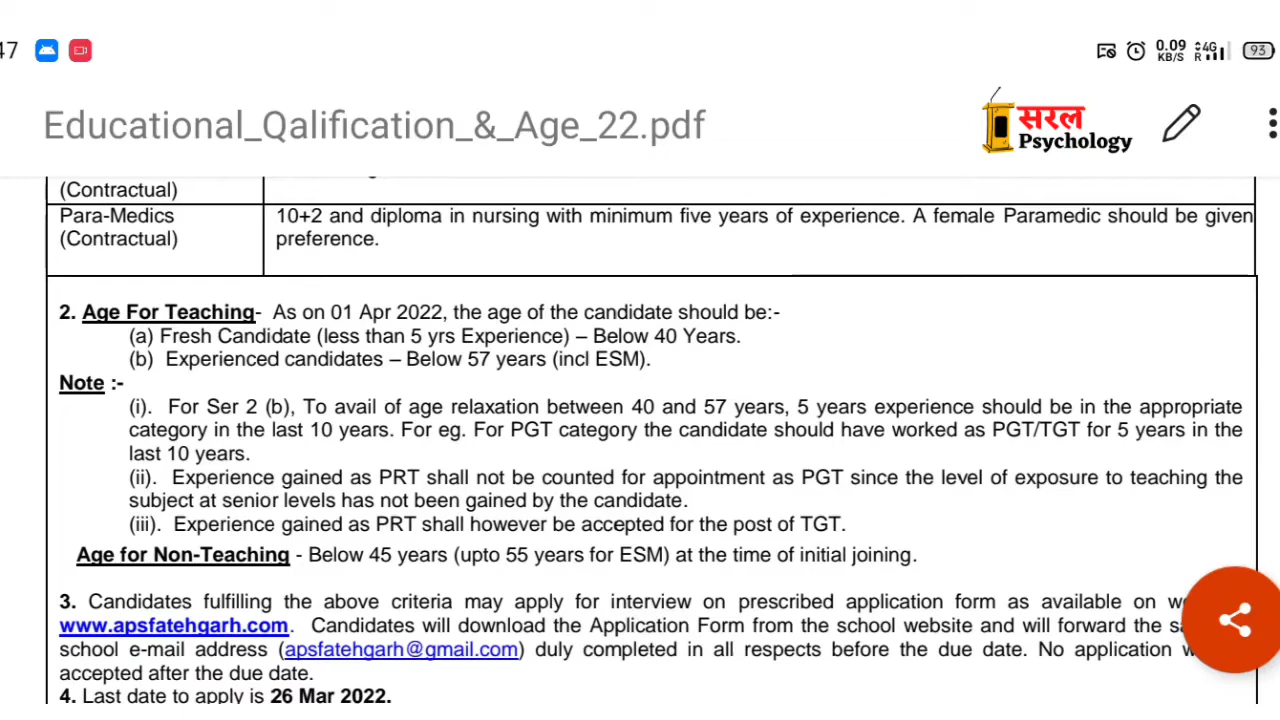 47
0.09
KB/S
4G
R
93
Educational_Qalification_&_Age_22.pdf
सरल
Psychology
(Contractual)
Para-Medics
(Contractual)
10+2 and diploma in nursing with minimum five years of experience. A female Paramedic should be given
preference.
2. Age For Teaching- As on 01 Apr 2022, the age of the candidate should be:-
(a) Fresh Candidate (less than 5 yrs Experience) – Below 40 Years.
(b) Experienced candidates – Below 57 years (incl ESM).
Note :-
(i). For Ser 2 (b), To avail of age relaxation between 40 and 57 years, 5 years experience should be in the appropriate
category in the last 10 years. For eg. For PGT category the candidate should have worked as PGT/TGT for 5 years in the
last 10 years.
(ii). Experience gained as PRT shall not be counted for appointment as PGT since the level of exposure to teaching the
subject at senior levels has not been gained by the candidate.
(iii). Experience gained as PRT shall however be accepted for the post of TGT.
Age for Non-Teaching - Below 45 years (upto 55 years for ESM) at the time of initial joining.
3. Candidates fulfilling the above criteria may apply for interview on prescribed application form as available on
www.apsfatehgarh.com. Candidates will download the Application Form from the school website and will forward the
school e-mail address (apsfatehgarh@gmail.com) duly completed in all respects before the due date. No application
accepted after the due date.
4. Last date to apply is 26 Mar 2022.